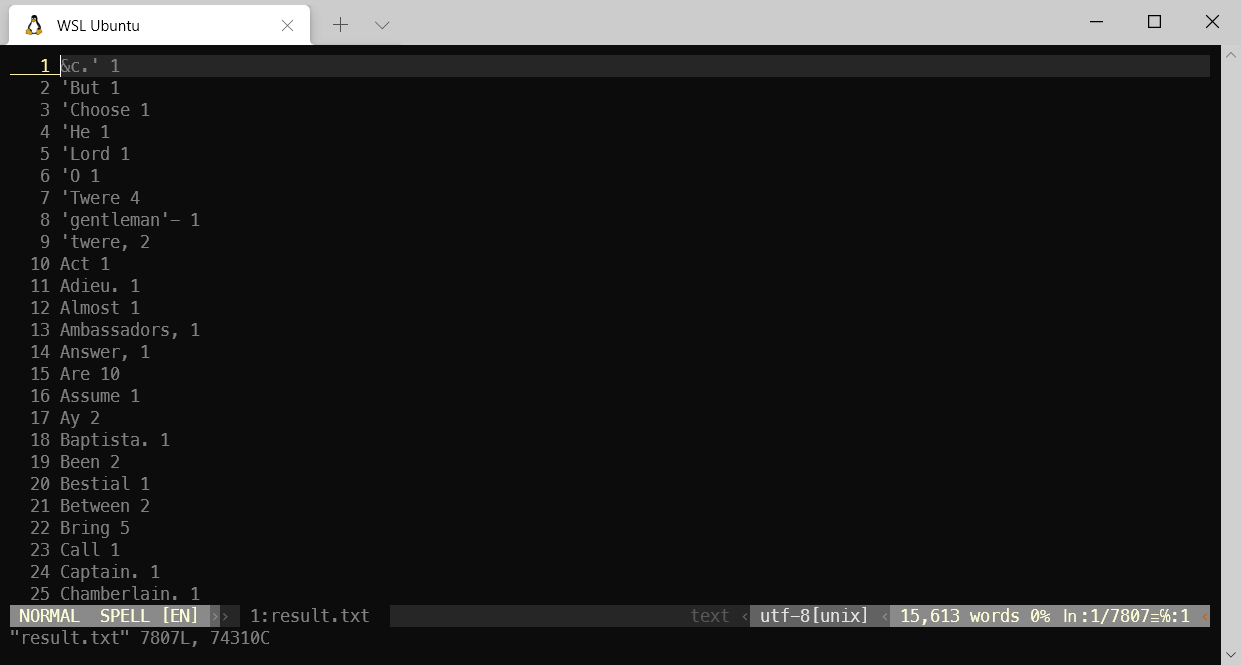 WSL Ubuntu
1 &c.' 1
2 'But 1
3 'Choose 1
4 'He 1
5 'Lord 1
6 'O 1
7 'Twere 4
8 'gentleman'— 1
9 'twere, 2
10 Act 1
11 Adieu. 1
12 Almost 1
13 Ambassadors, 1
14 Answer, 1
15 Are 10
16 Assume 1
17 Ay 2
18 Baptista. 1
19 Been 2
20 Bestial 1
21 Between 2
22 Bring 5
23 Call 1
24 Captain. 1
25 Chamberlain. 1
NORMAL SPELL [EN] 1:result.txt text utf-8[unix] 15,613 words 0% ln:1/7807≡℅:1
"result.txt" 7807L, 74310C